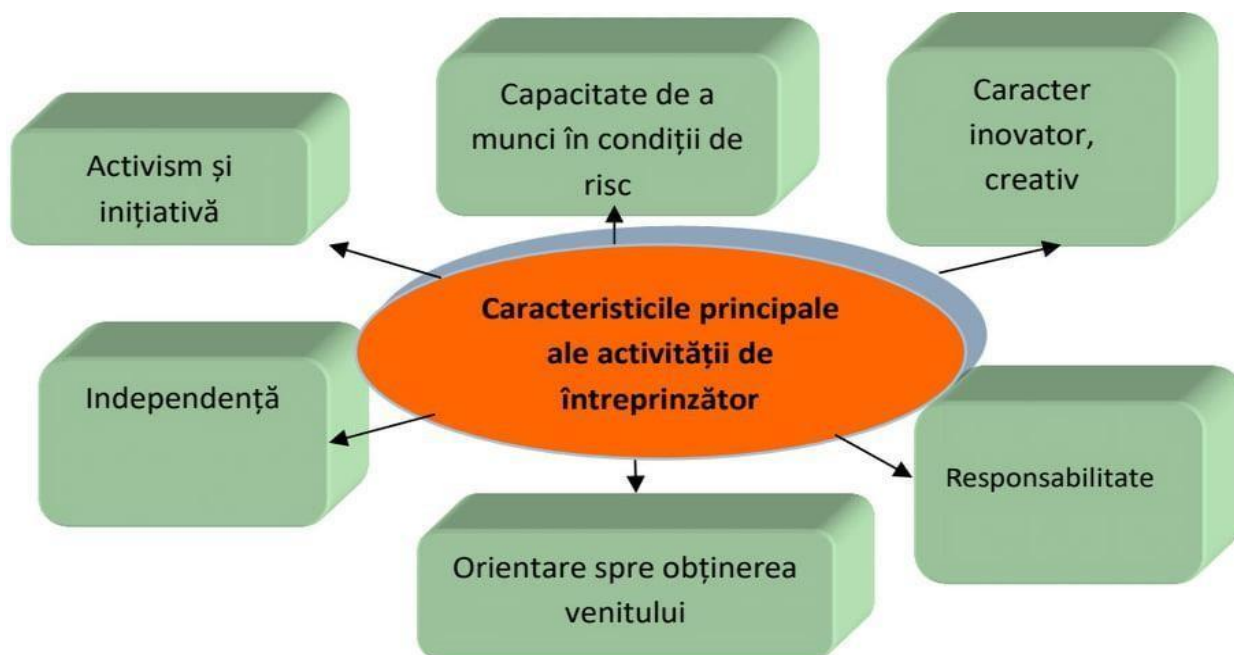 Activism și
inițiativă
Capacitate de a
munci în condiții de
risc
Caracter
inovator,
creativ
Caracteristicile principale
ale activității de
întreprinzător
Independență
Responsabilitate
Orientare spre obținerea
venitului